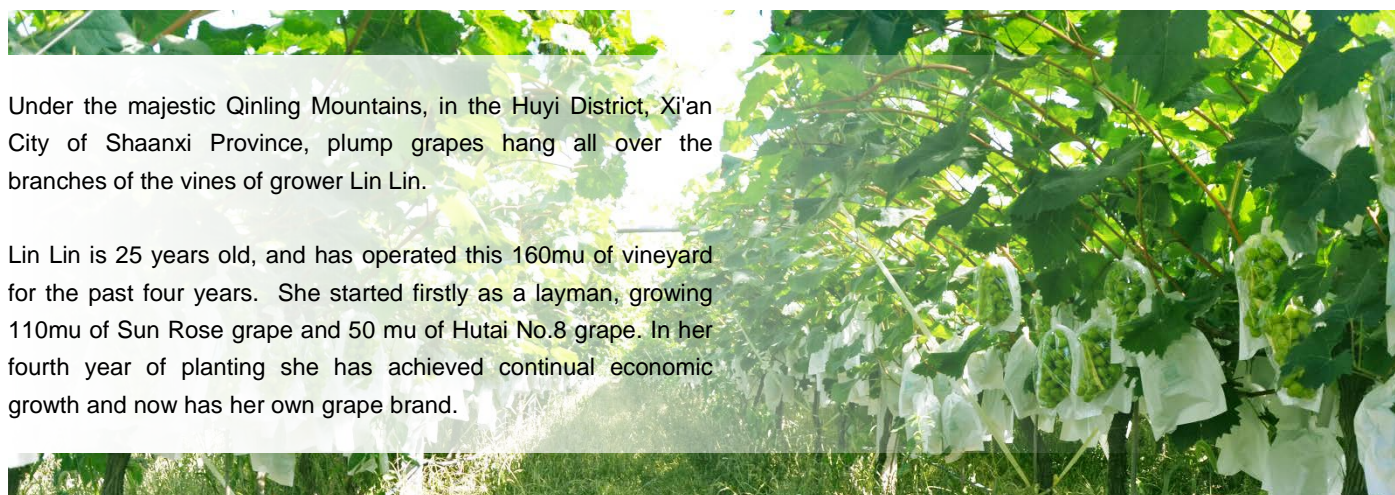 Under the majestic Qinling Mountains, in the Huyi District, Xi'an
City of Shaanxi Province, plump grapes hang all over the
branches of the vines of grower Lin Lin.
Lin Lin is 25 years old, and has operated this 160mu of vineyard
for the past four years.  She started firstly as a layman, growing
110mu of Sun Rose grape and 50 mu of Hutai No.8 grape. In her
fourth year of planting she has achieved continual economic
growth and now has her own grape brand.